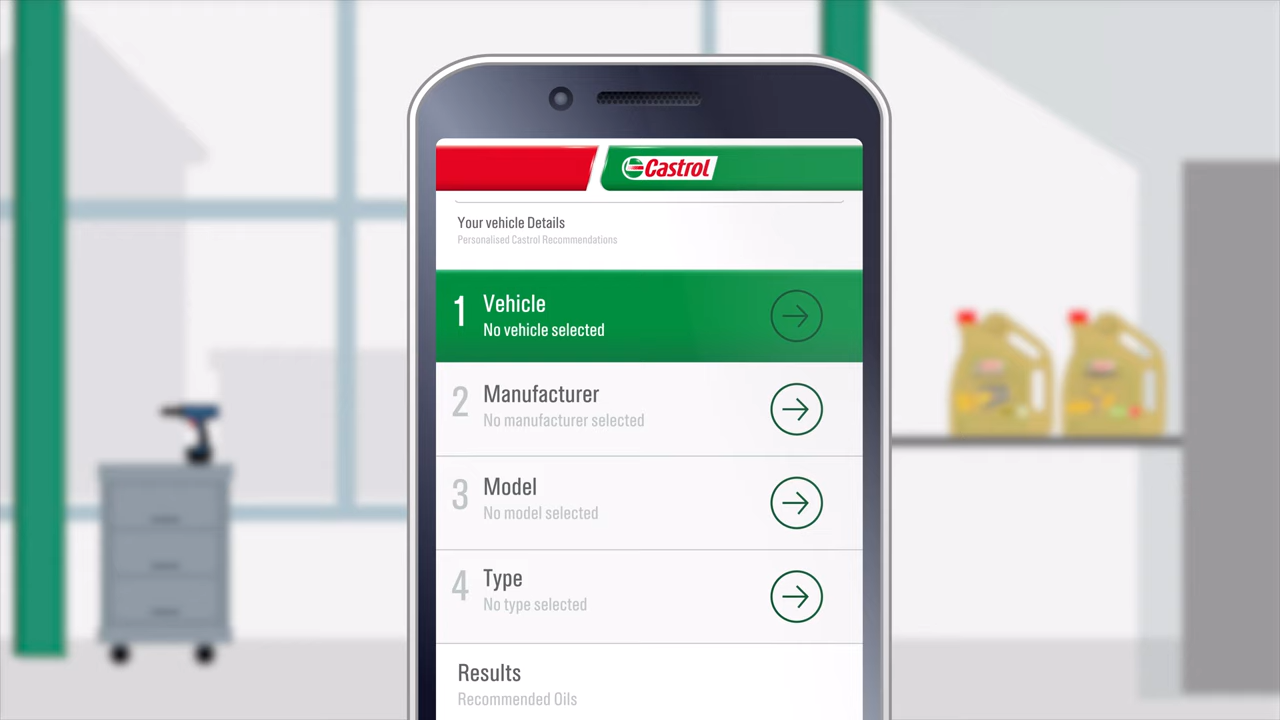 Castrol
Your vehicle Details
Personalised Castrol Recommendations
1 Vehicle
No vehicle selected
2 Manufacturer
No manufacturer selected
3 Model
No model selected
4 Type
No type selected
Results
Recommended Oils